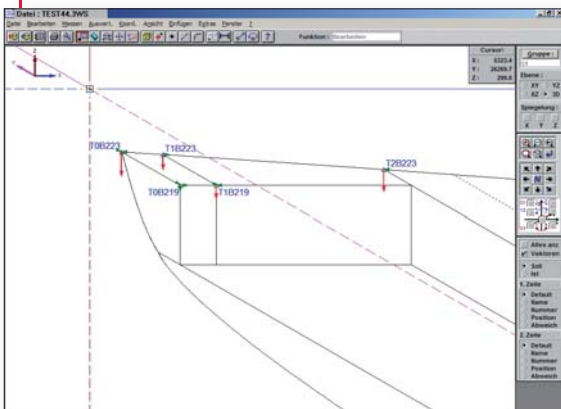 Datei : TEST44.3WS
Datei Bearbeiten Messen Auswert. Koord. Ansicht Einfügen Extras Fenster ?
Funktion : Bearbeiten
Cursor:
X : 6323.4
Y : 26269.7
Z : 299.8
Gruppe :
Ebene :
XY YZ
XZ 3D
Spiegelung :
X Y Z
Z
Y
X
T0B223
T1B223
T2B223
T0B219
T1B219
Alles anz
Vektoren
Soll
Ist
1. Zeile
Default
Name
Nummer
Position
Abweich
2. Zeile
Default
Name
Nummer
Position
Abweich